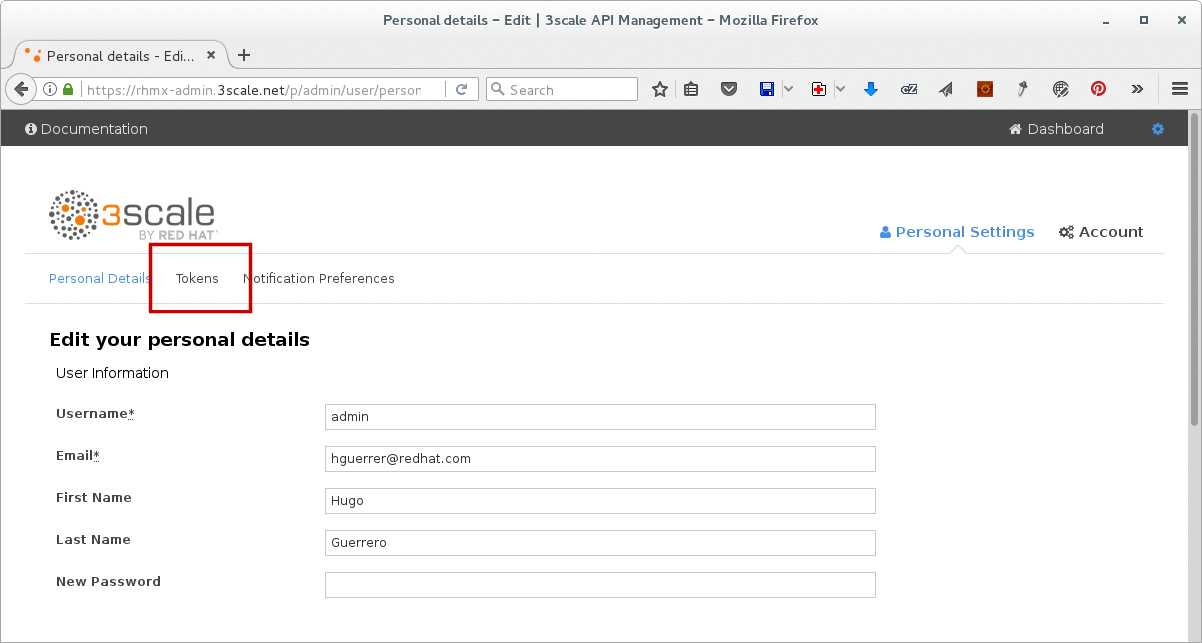 Personal details - Edit | 3scale API Management - Mozilla Firefox
Personal details - Edi...
https://rhmx-admin.3scale.net/p/admin/user/person
Search
Documentation
Dashboard
3scale
BY RED HAT
Personal Settings
Account
Personal Details
Tokens
Notification Preferences
Edit your personal details
User Information
Username*
admin
Email*
hguerrer@redhat.com
First Name
Hugo
Last Name
Guerrero
New Password